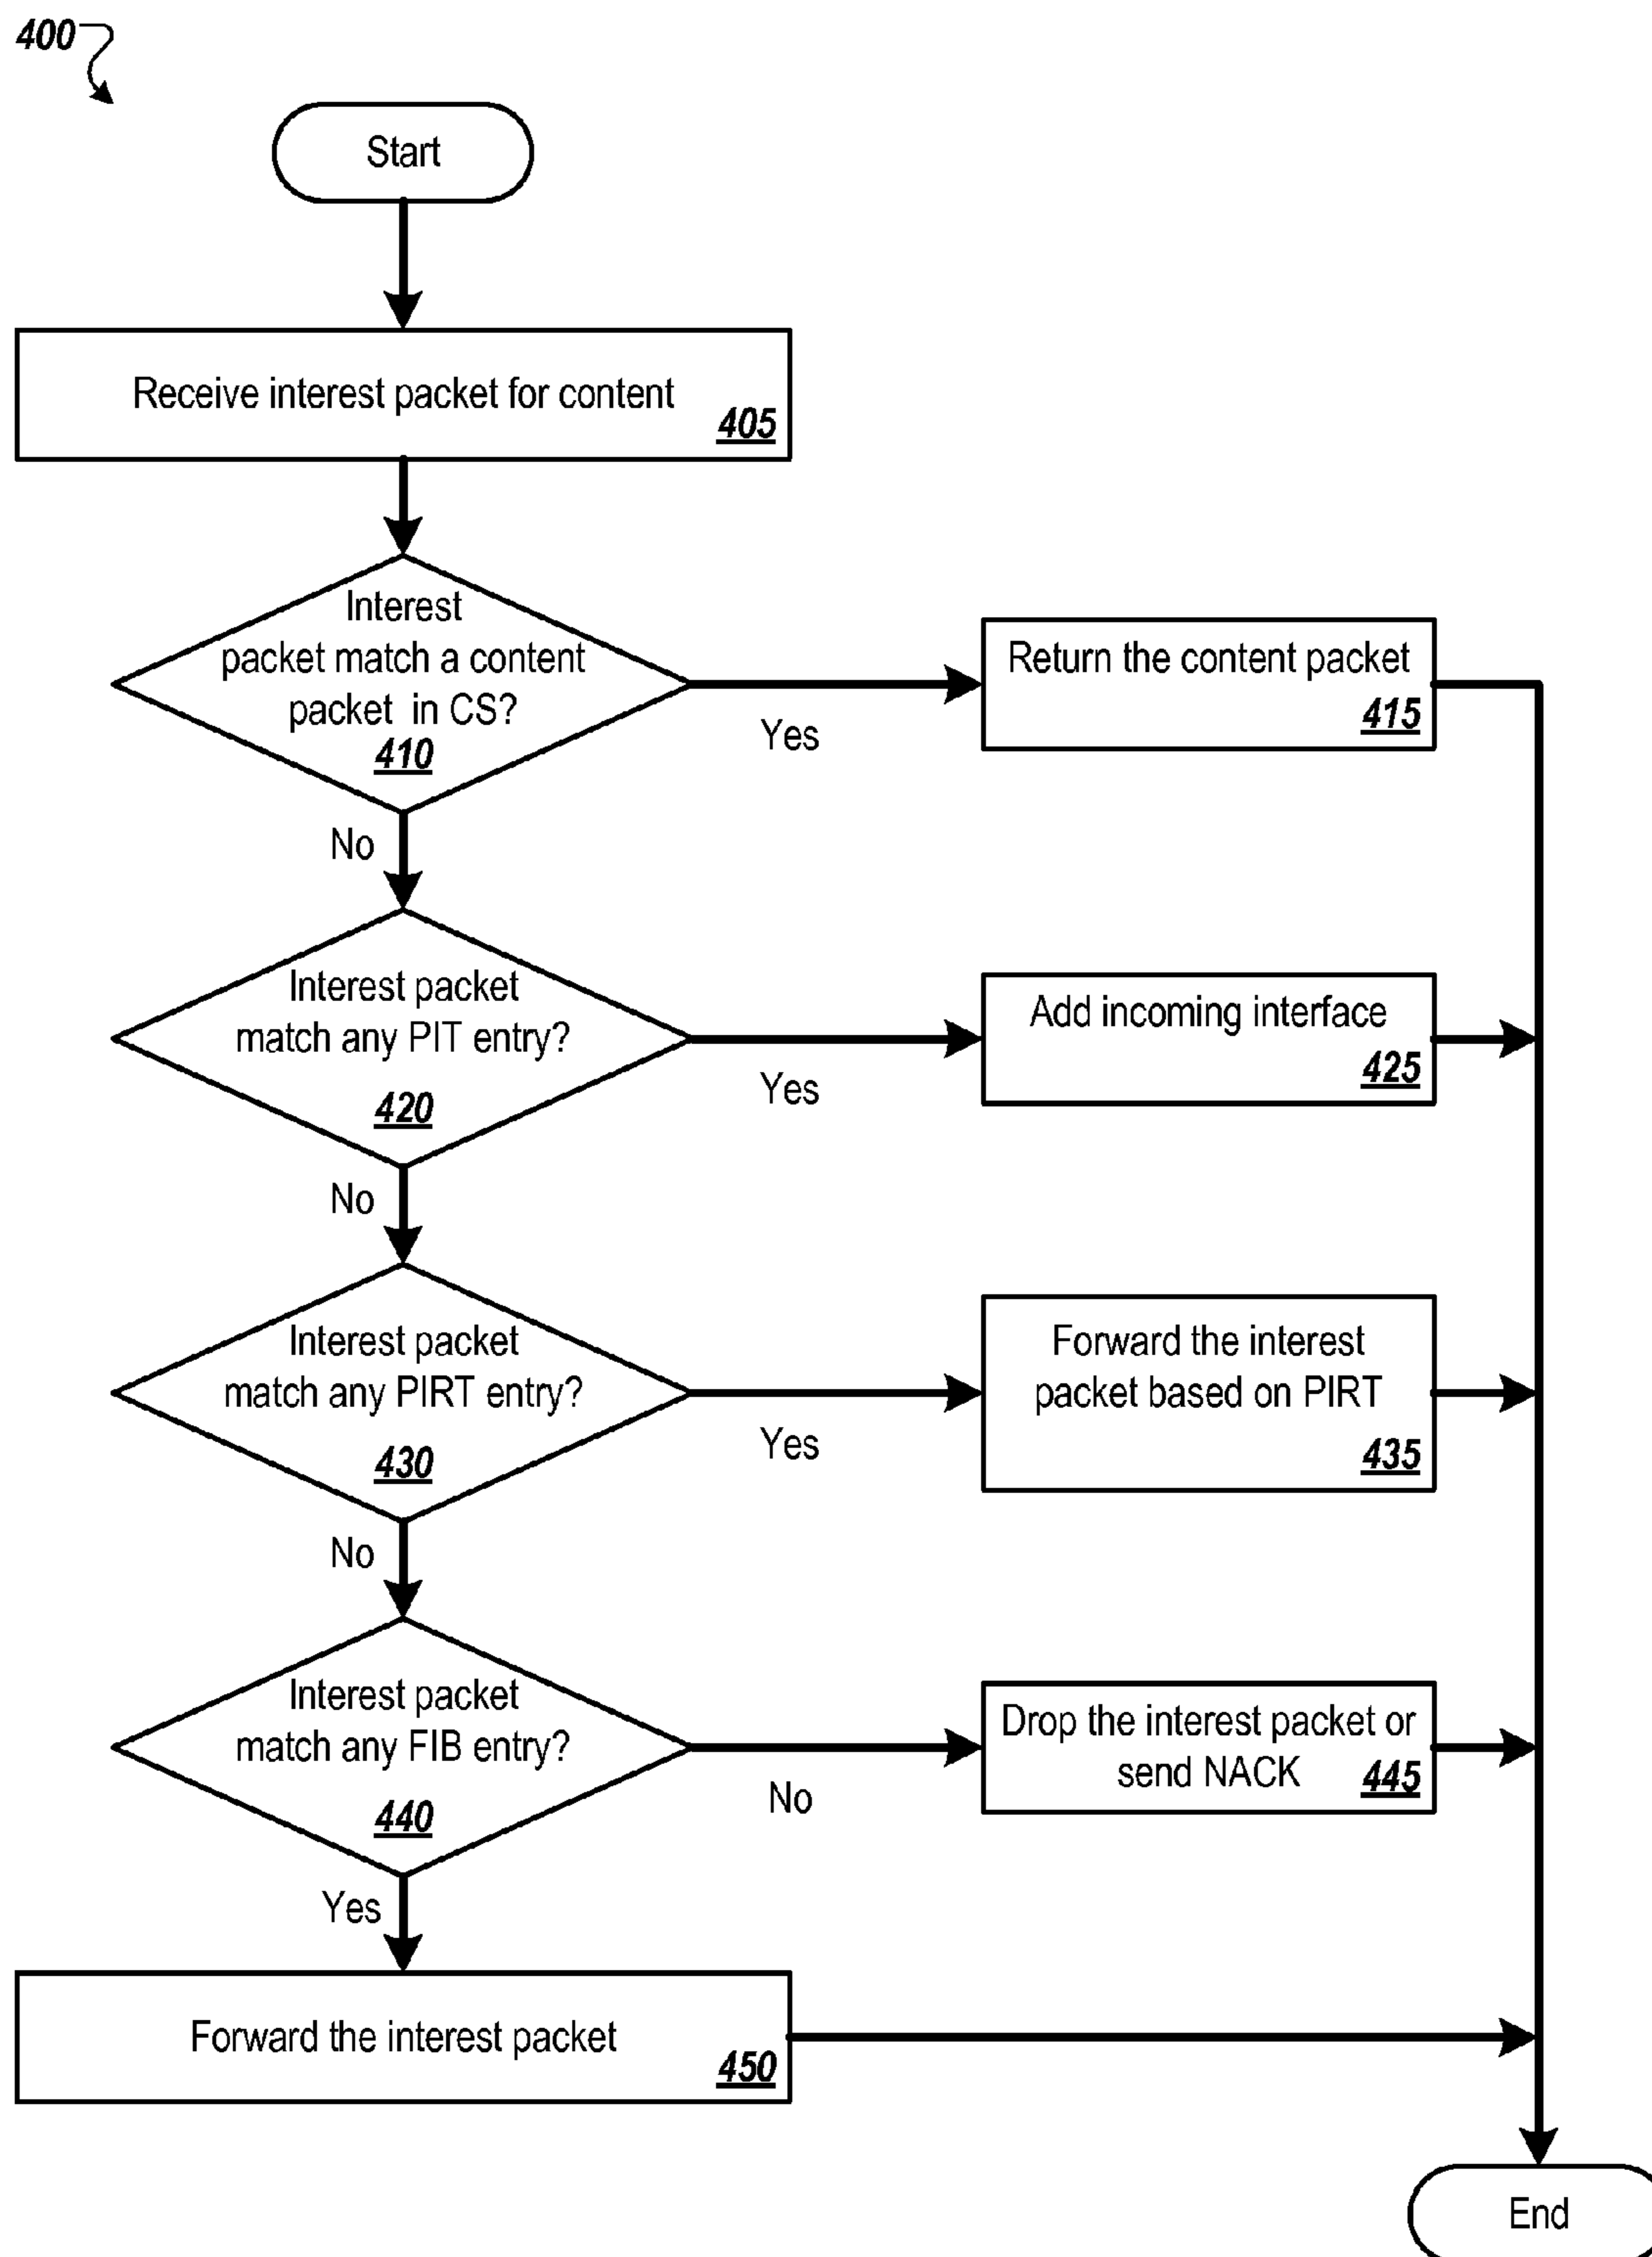 400
Start
Receive interest packet for content
405
Interest
packet match a content
packet in CS?
410
Yes
Return the content packet
415
No
Interest packet
match any PIT entry?
420
Yes
Add incoming interface
425
No
Interest packet
match any PIRT entry?
430
Yes
Forward the interest
packet based on PIRT
435
No
Interest packet
match any FIB entry?
440
No
Drop the interest packet or
send NACK
445
Yes
Forward the interest packet
450
End